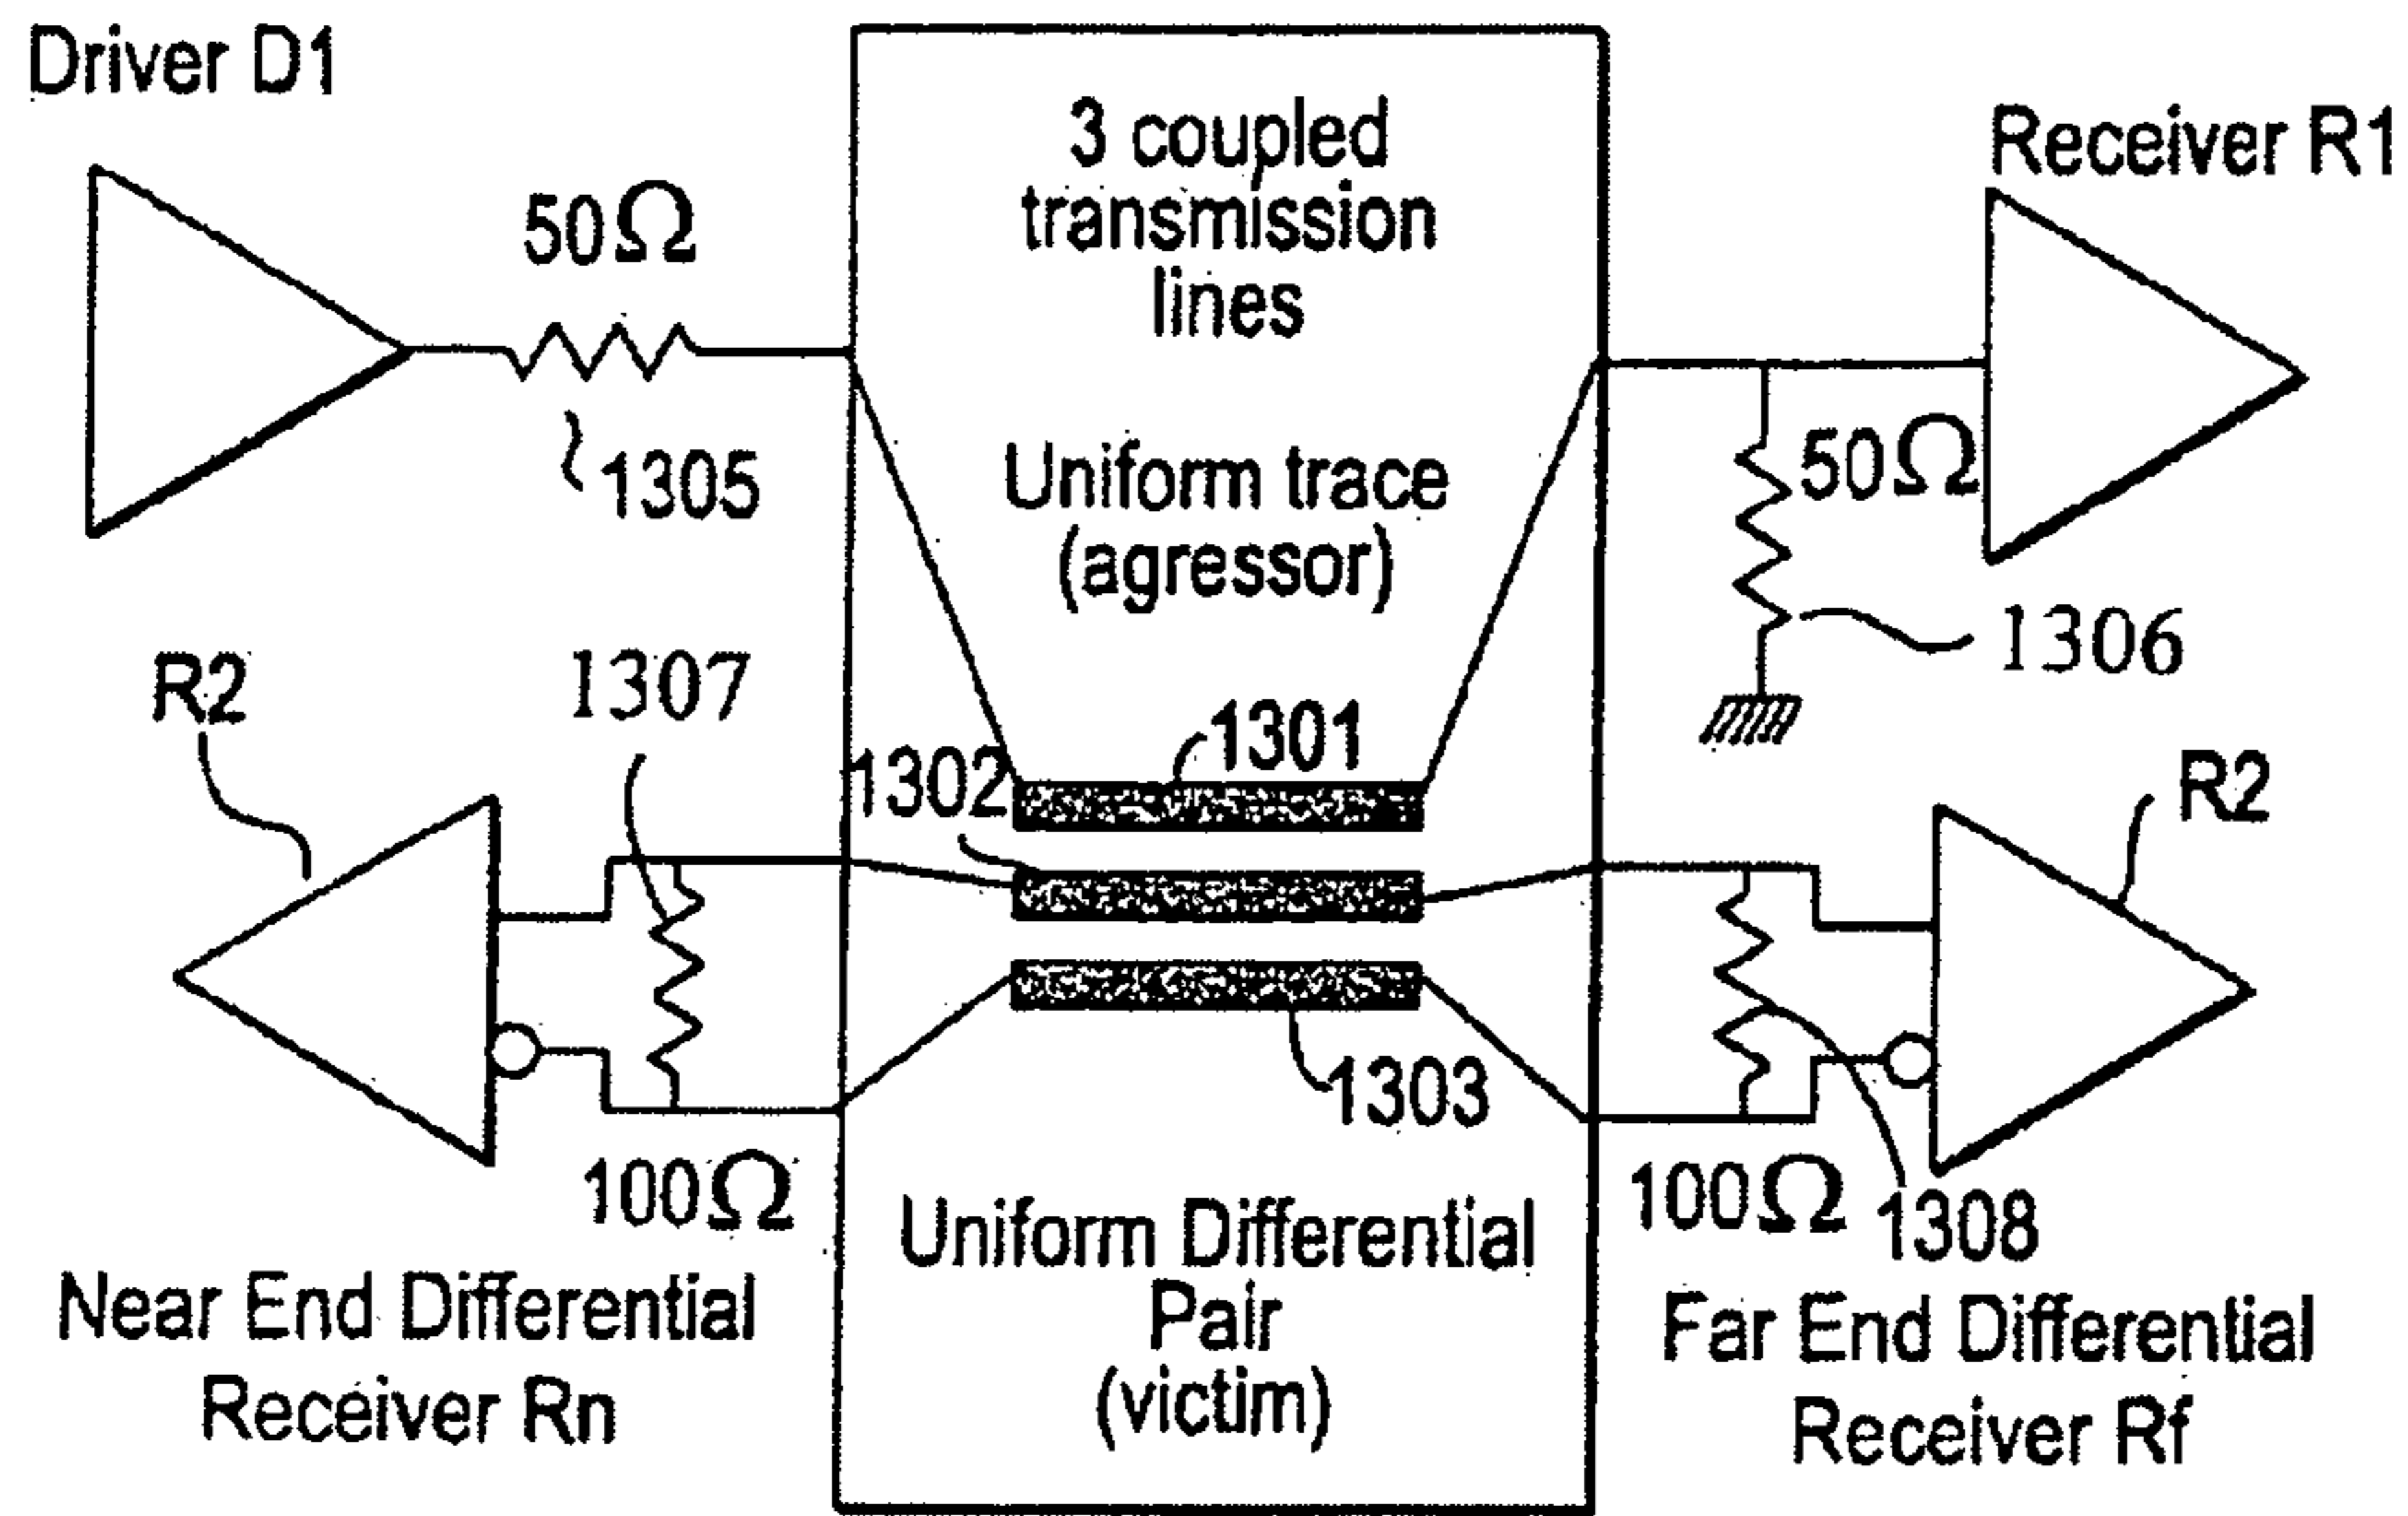 Driver D1
3 coupled
transmission
lines
Receiver R1
50Ω
1305
Uniform trace
(agressor)
50Ω
1306
R2
1307
1302
1301
R2
1303
100Ω
100Ω
1308
Near End Differential
Receiver Rn
Uniform Differential
Pair
(victim)
Far End Differential
Receiver Rf